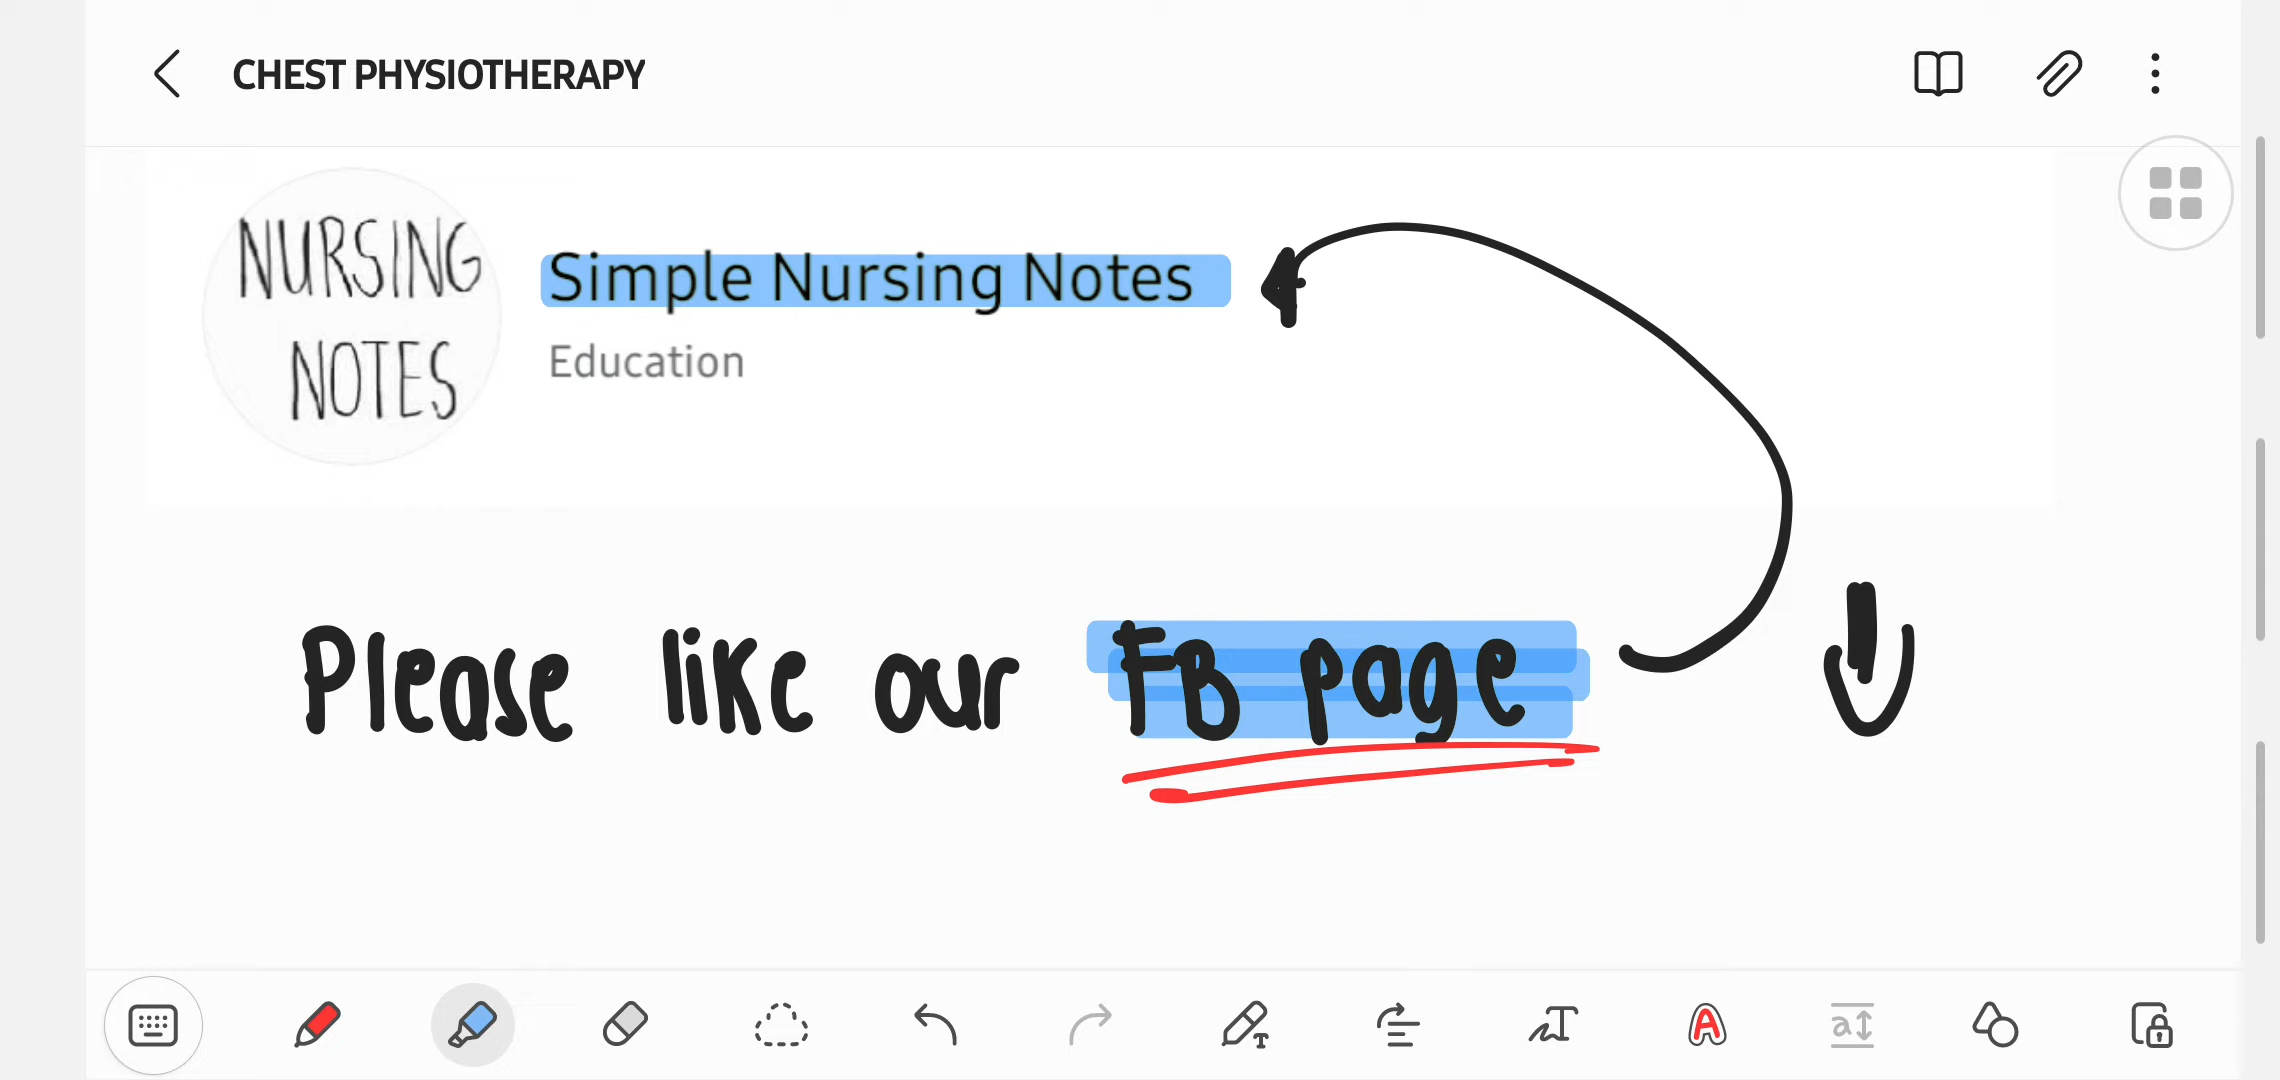 CHEST PHYSIOTHERAPY
NURSING
NOTES
Simple Nursing Notes
Education
Please like our FB page